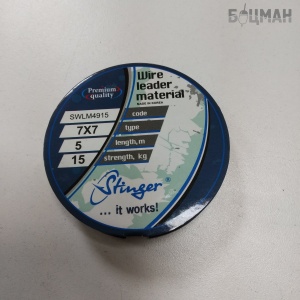 БОЦМАН
Premium quality
Wire
leader
material
MADE IN KOREA
SWLM4915 code
7X7 type
5 length, m
15 strength, kg
Stinger
... it works!